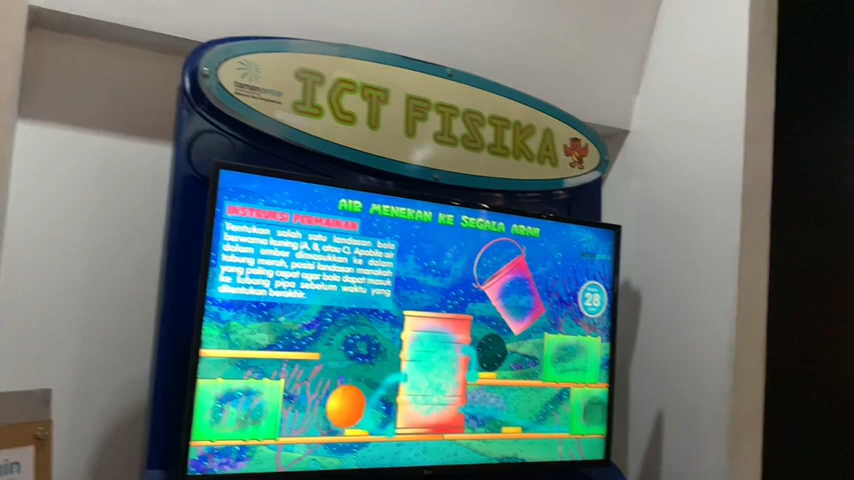 ICT FISIKA
AIR MENEKAN KE SEGALA ARAH
INSTRUKSI PERMAINAN
Tentukan salah satu landasan bola
berwarna kuning (A, B, atau C). Apabila air
dalam ember dimasukkan ke dalam
tabung merah, posisi landasan manakah
yang paling cepat agar bola dapat masuk
ke lubang pipa sebelum waktu yang
ditentukan berakhir.
28